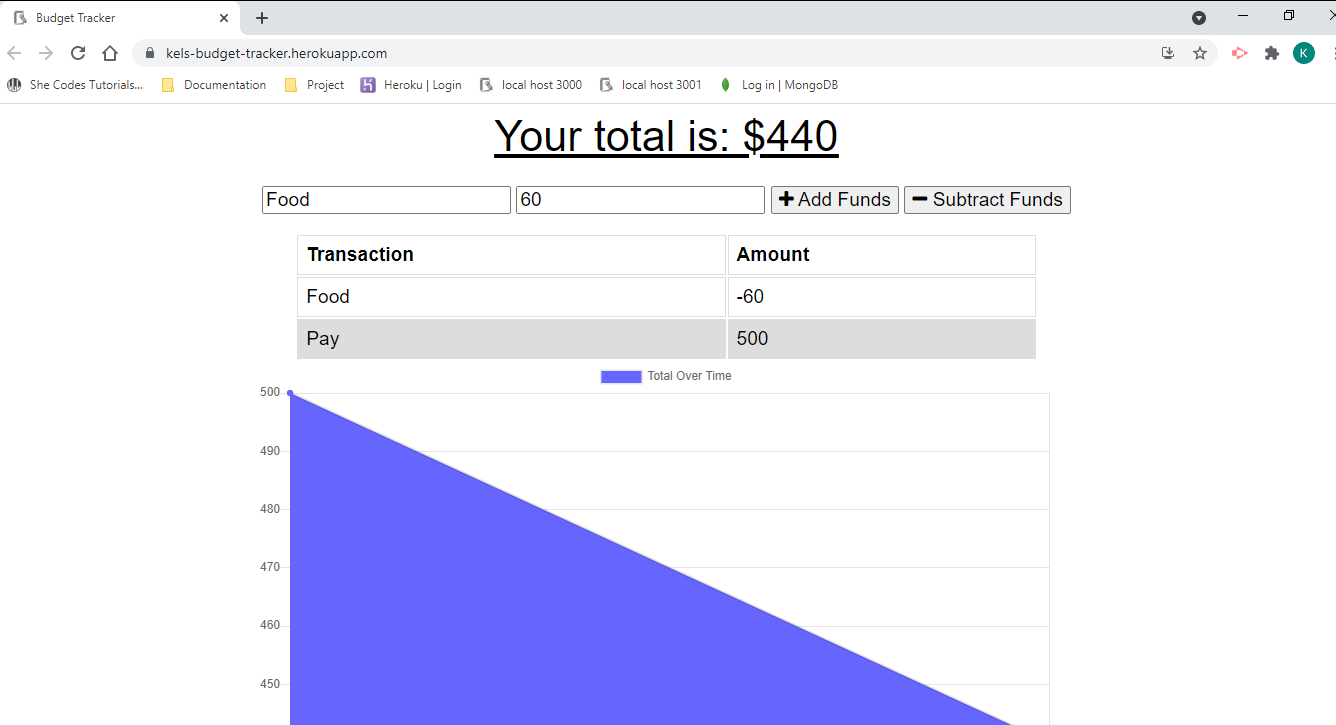 Budget Tracker
kels-budget-tracker.herokuapp.com
K
She Codes Tutorials... Documentation Project Heroku | Login local host 3000 local host 3001 Log in | MongoDB
Your total is: $440
Food 60 Add Funds Subtract Funds
Transaction Amount
Food -60
Pay 500
Total Over Time
500
490
480
470
460
450